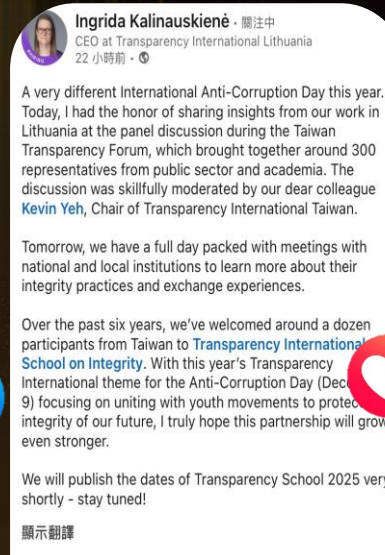 Ingrida Kalinauskienė · 關注中
CEO at Transparency International Lithuania
22 小時前 ·
A very different International Anti-Corruption Day this year.
Today, I had the honor of sharing insights from our work in
Lithuania at the panel discussion during the Taiwan
Transparency Forum, which brought together around 300
representatives from public sector and academia. The
discussion was skillfully moderated by our dear colleague
Kevin Yeh, Chair of Transparency International Taiwan.
Tomorrow, we have a full day packed with meetings with
national and local institutions to learn more about their
integrity practices and exchange experiences.
Over the past six years, we've welcomed around a dozen
participants from Taiwan to Transparency International
School on Integrity. With this year's Transparency
International theme for the Anti-Corruption Day (Dec
9) focusing on uniting with youth movements to protec
integrity of our future, I truly hope this partnership will grow
even stronger.
We will publish the dates of Transparency School 2025 very
shortly - stay tuned!
顯示翻譯